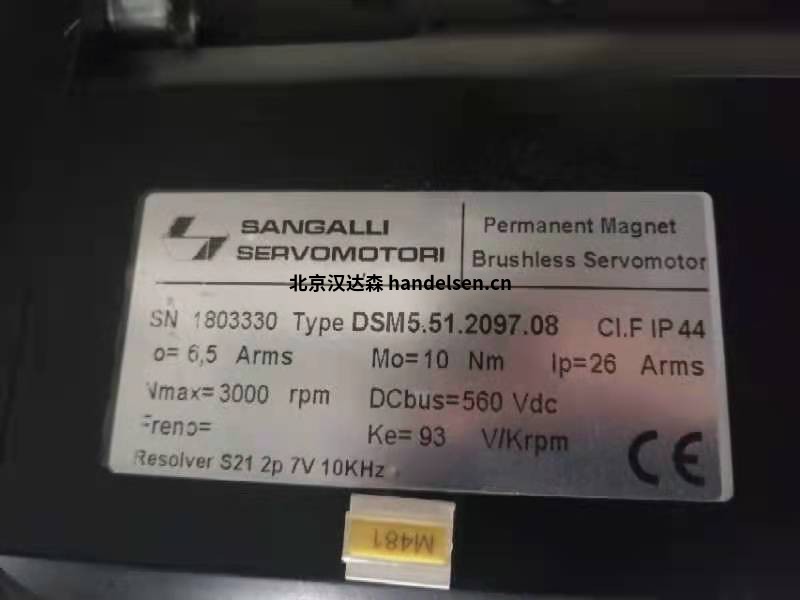 SANGALLI
SERVOMOTORI
Permanent Magnet
Brushless Servomotor
北京汉达森 handelsen.cn
SN 1803330 Type DSM5.51.2097.08 Cl.F IP 44
Io= 6,5 Arms Mo=10 Nm Ip=26 Arms
Nmax= 3000 rpm DCbus=560 Vdc
Freno= Ke= 93 V/Krpm
Resolver S21 2p 7V 10KHz
CE
M481